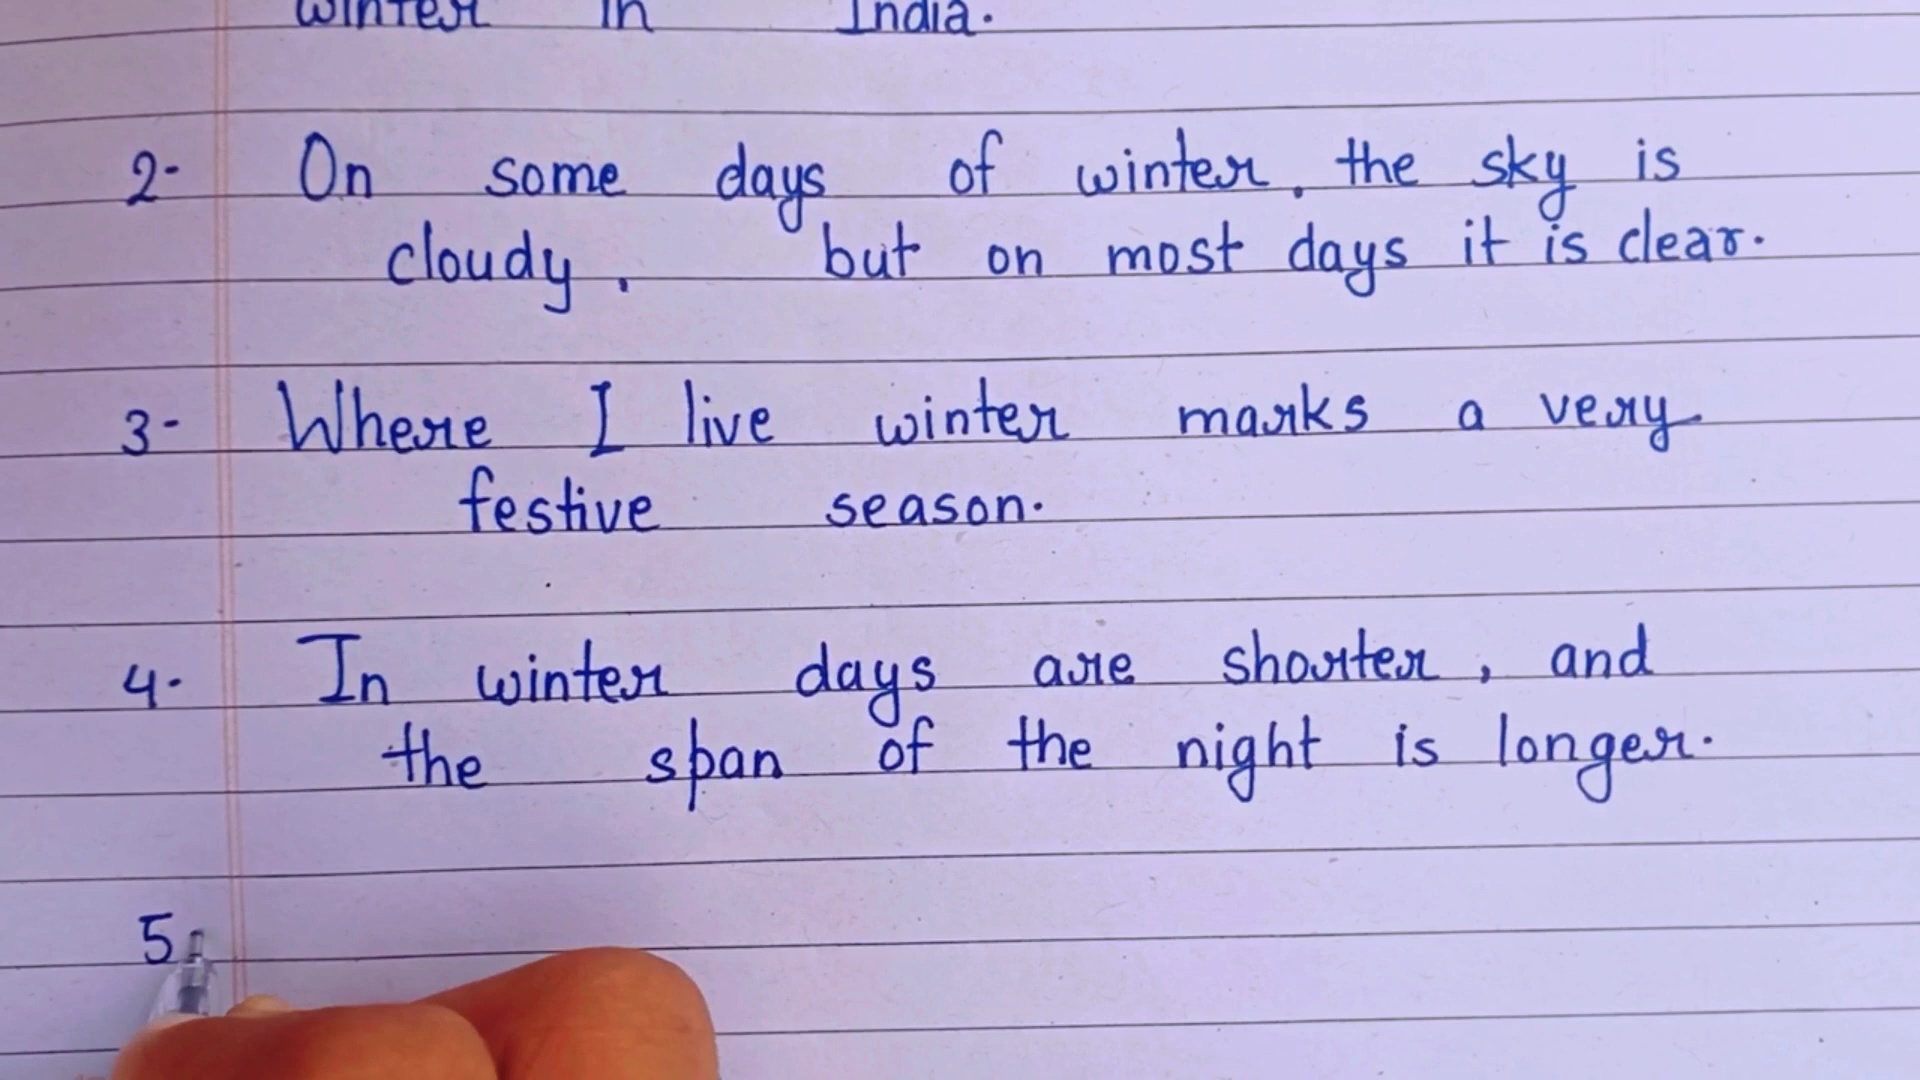 winter in India.
2- On some days of winter, the sky is
cloudy, but on most days it is clear.
3- Where I live winter marks a very
festive season.
4- In winter days are shorter, and
the span of the night is longer.
5-